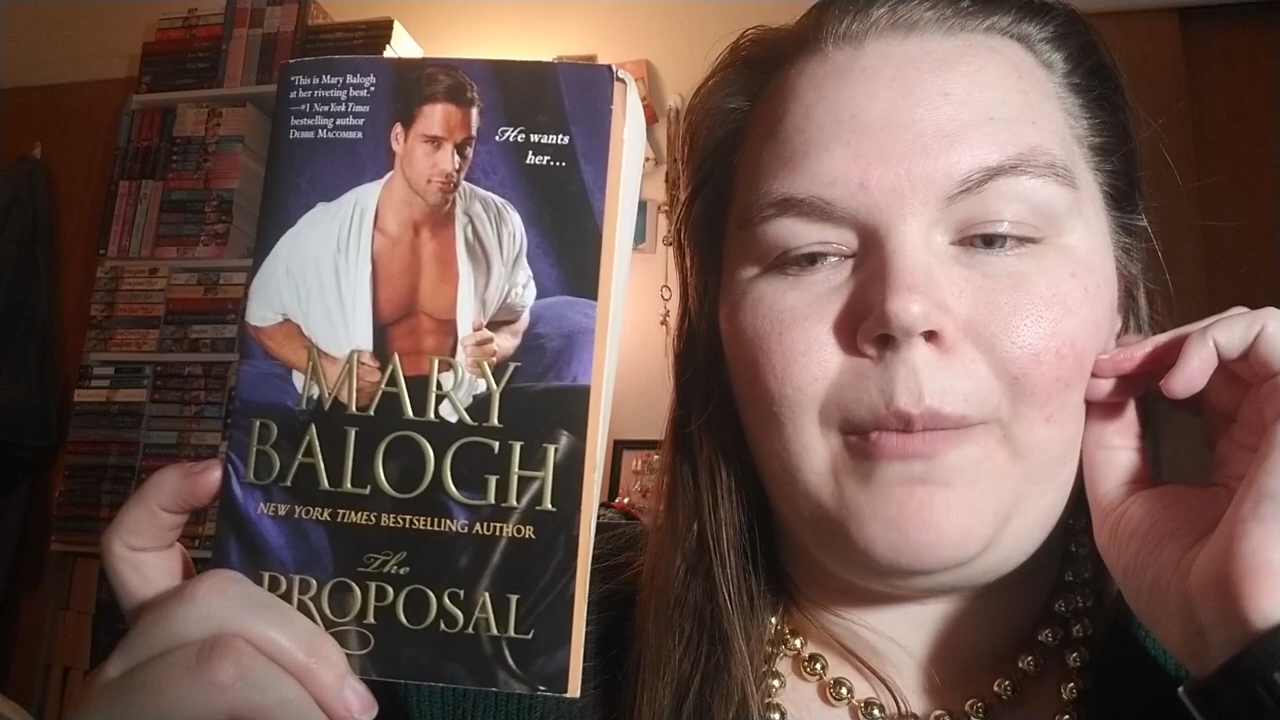 "This is Mary Balogh
at her riveting best."
—#1 New York Times
bestselling author
DEBBIE MACOMBER
He wants
her...
MARY
BALOGH
NEW YORK TIMES BESTSELLING AUTHOR
The
PROPOSAL